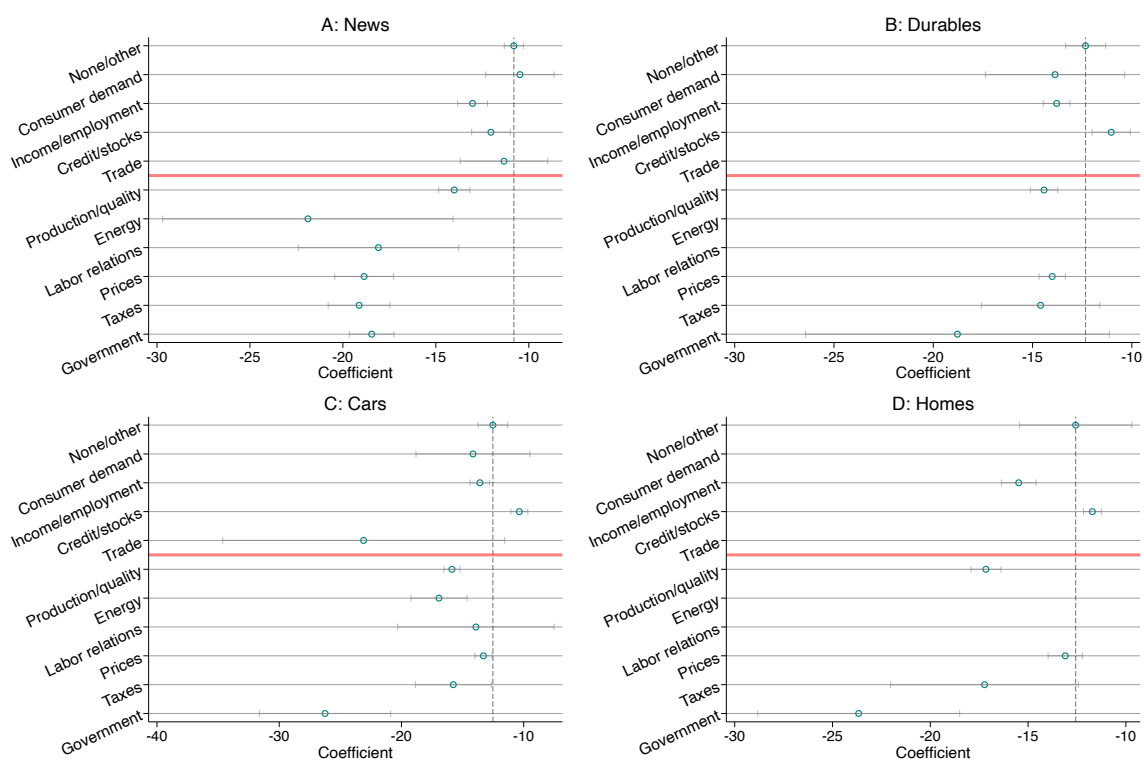 A: News
None/other
Consumer demand
Income/employment
Credit/stocks
Trade
Production/quality
Energy
Labor relations
Prices
Taxes
Government
-30 -25 -20 -15 -10
Coefficient
B: Durables
None/other
Consumer demand
Income/employment
Credit/stocks
Trade
Production/quality
Energy
Labor relations
Prices
Taxes
Government
-30 -25 -20 -15 -10
Coefficient
C: Cars
None/other
Consumer demand
Income/employment
Credit/stocks
Trade
Production/quality
Energy
Labor relations
Prices
Taxes
Government
-40 -30 -20 -10
Coefficient
D: Homes
None/other
Consumer demand
Income/employment
Credit/stocks
Trade
Production/quality
Energy
Labor relations
Prices
Taxes
Government
-30 -25 -20 -15 -10
Coefficient